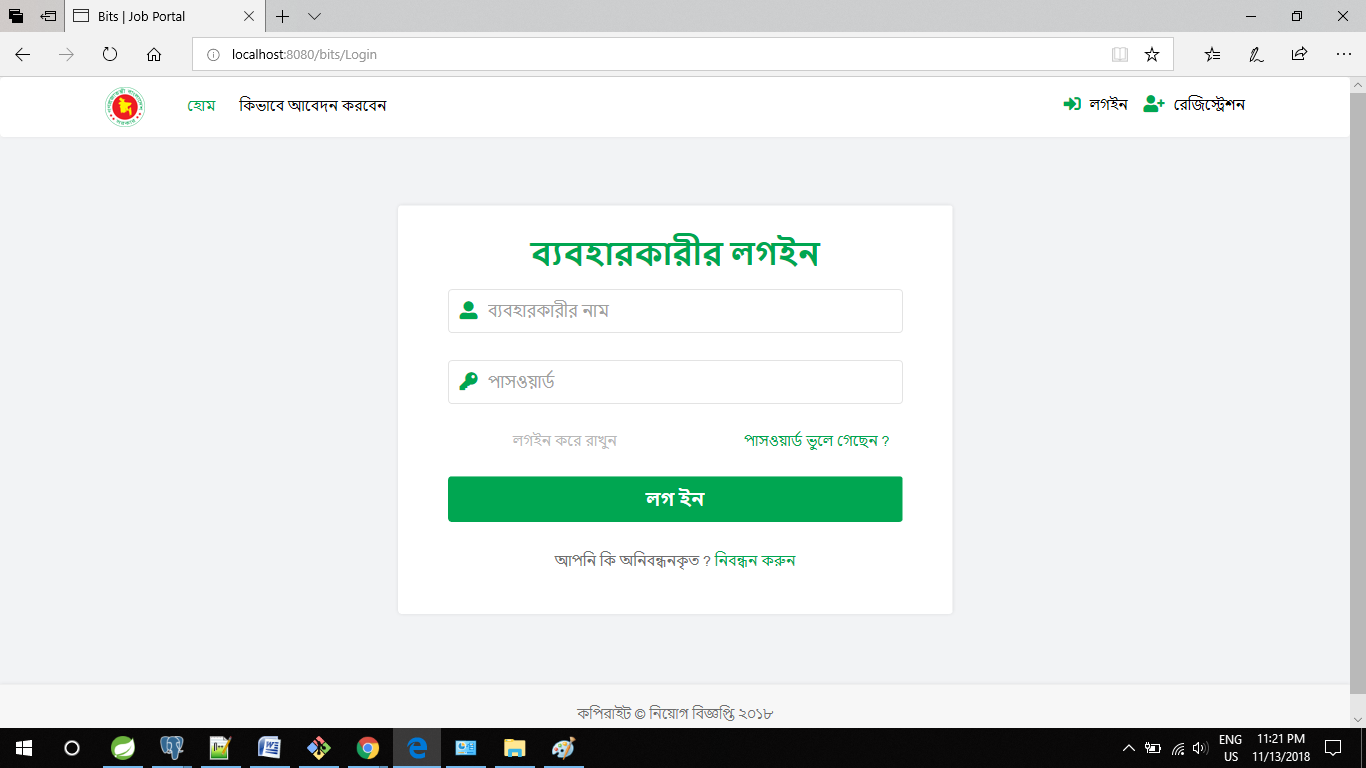 Bits | Job Portal
localhost:8080/bits/Login
হোম কিভাবে আবেদন করবেন লগইন রেজিস্ট্রেশন
ব্যবহারকারীর লগইন
ব্যবহারকারীর নাম
পাসওয়ার্ড
লগইন করে রাখুন পাসওয়ার্ড ভুলে গেছেন ?
লগ ইন
আপনি কি অনিবন্ধনকৃত ? নিবন্ধন করুন
কপিরাইট © নিয়োগ বিজ্ঞপ্তি ২০১৮
ENG 11:21 PM
US 11/13/2018